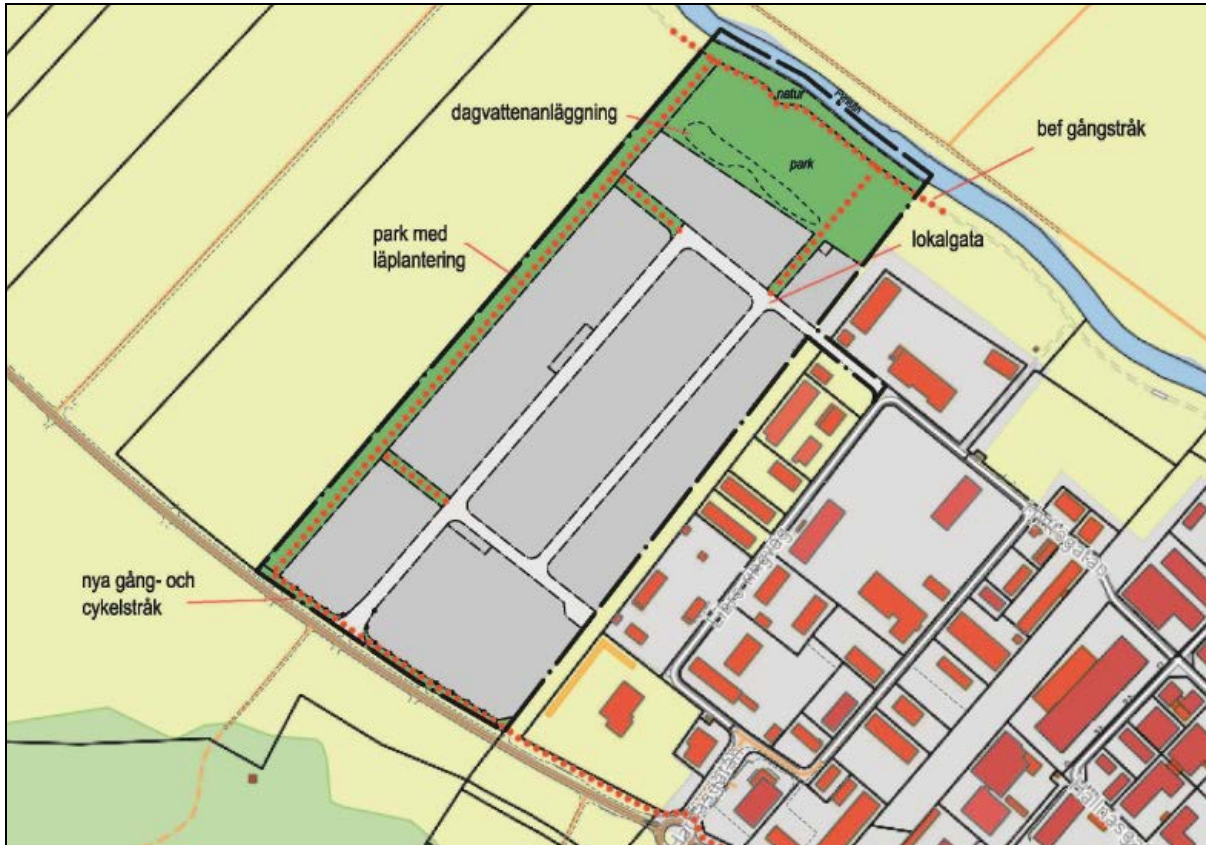 natur
dagvattenanläggning
park
bef gångstråk
park med
läplantering
lokalgata
nya gång- och
cykelstråk